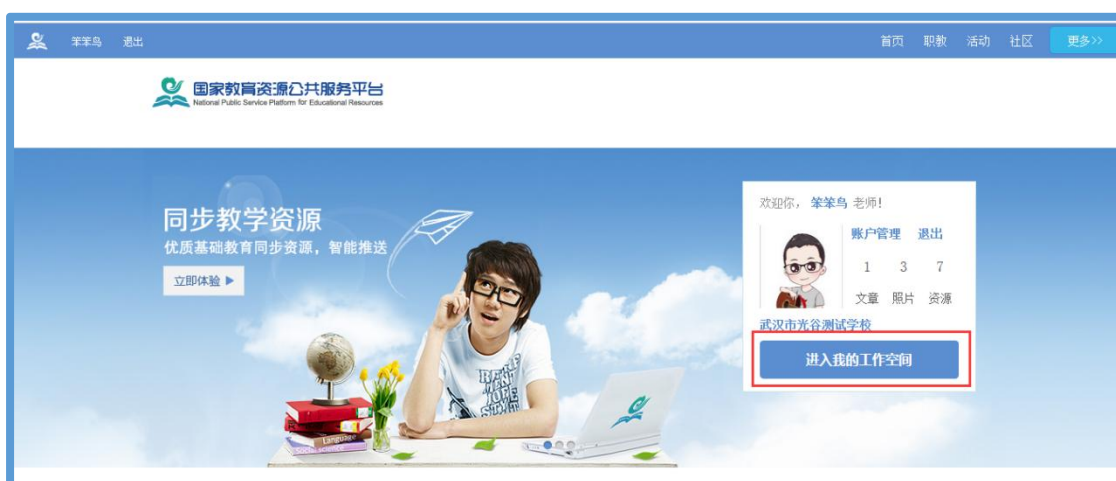 笨笨鸟 退出 首页 职教 活动 社区 更多>>
国家教育资源公共服务平台
National Public Service Platform for Educational Resources
同步教学资源
优质基础教育同步资源，智能推送
立即体验 ▶
欢迎你， 笨笨鸟 老师！
账户管理 退出
1 3 7
文章 照片 资源
武汉市光谷测试学校
进入我的工作空间
Language
Social science